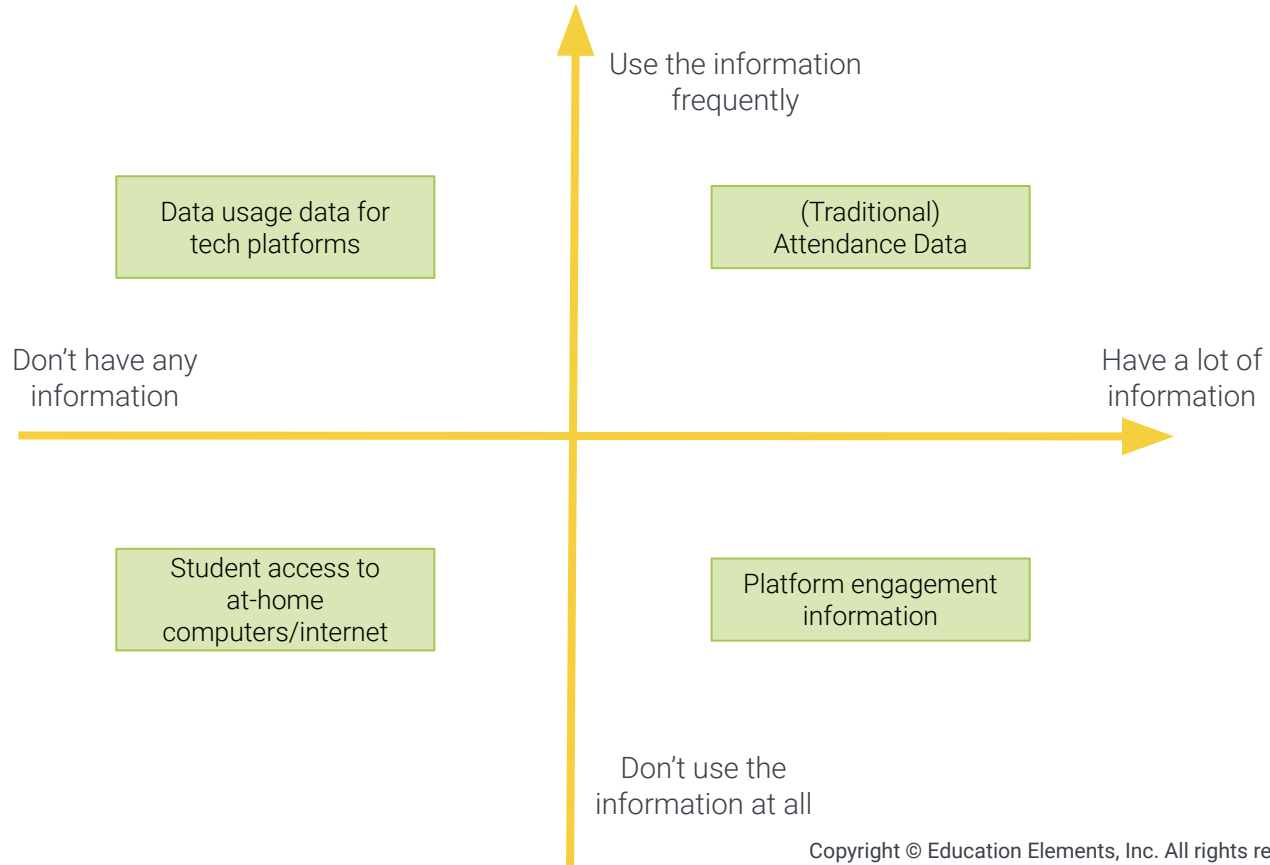 Use the information
frequently
Data usage data for
tech platforms
(Traditional)
Attendance Data
Don’t have any
information
Have a lot of
information
Student access to
at-home
computers/internet
Platform engagement
information
Don’t use the
information at all
Copyright © Education Elements, Inc. All rights re